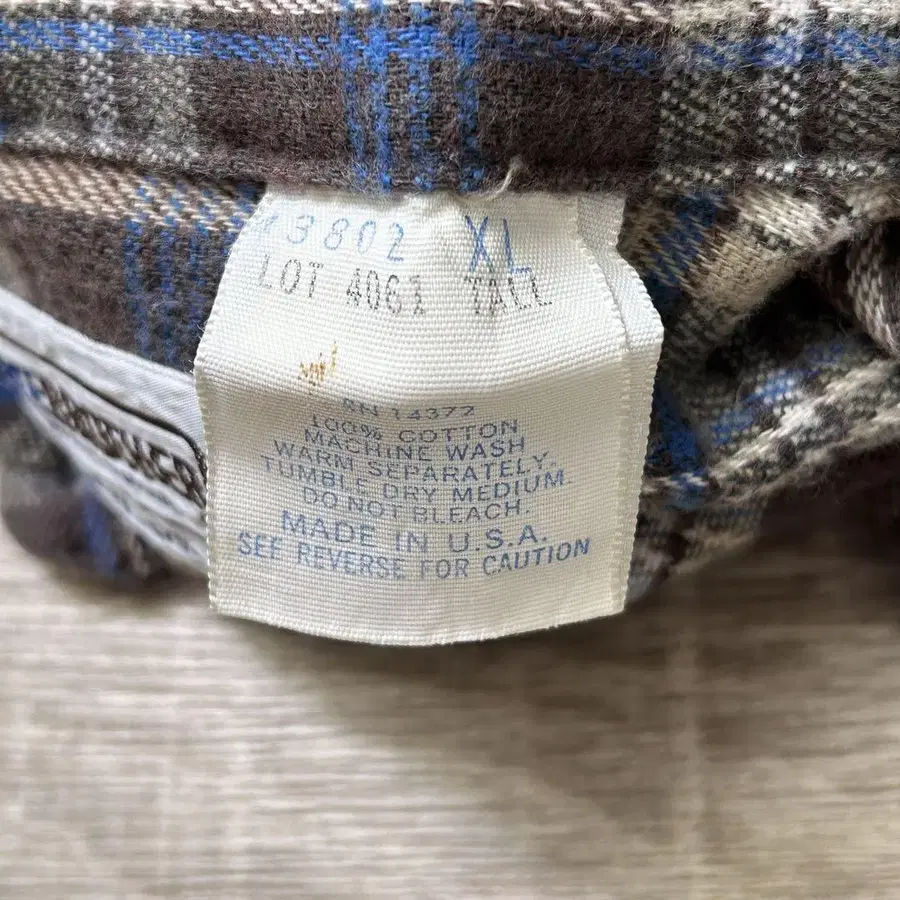 3802 XL
LOT 4061 TALL
RN 14372
100% COTTON
MACHINE WASH
WARM SEPARATELY.
TUMBLE DRY MEDIUM.
DO NOT BLEACH.
MADE IN U.S.A.
SEE REVERSE FOR CAUTION